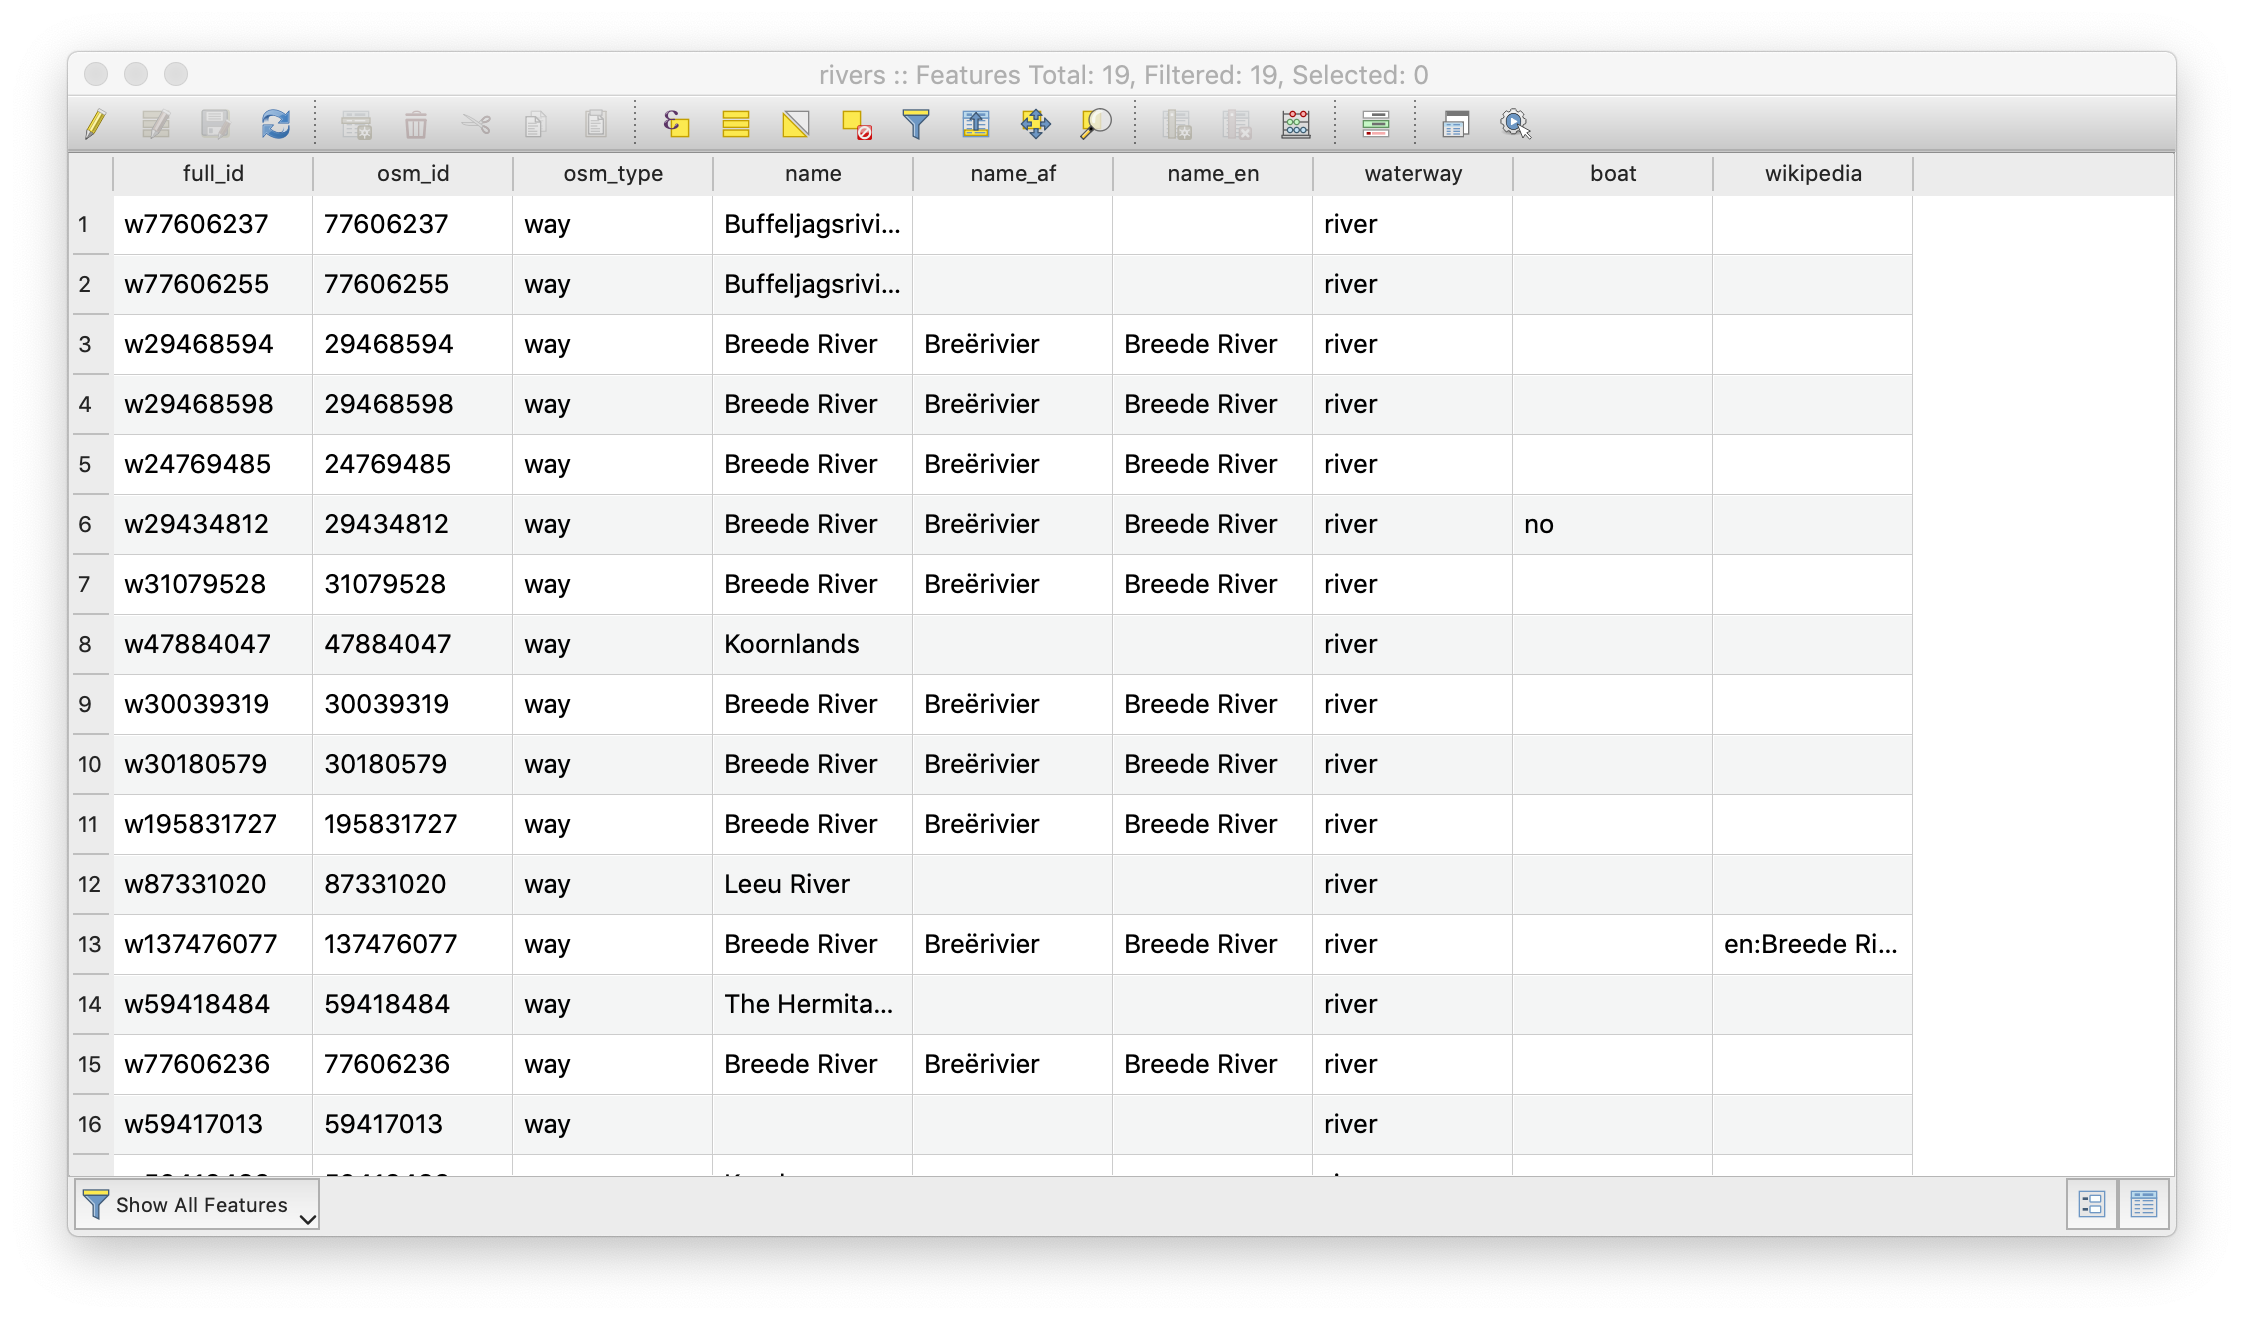 rivers :: Features Total: 19, Filtered: 19, Selected: 0
full_id osm_id osm_type name name_af name_en waterway boat wikipedia
1 w77606237 77606237 way Buffeljagsrivi... river
2 w77606255 77606255 way Buffeljagsrivi... river
3 w29468594 29468594 way Breede River Breërivier Breede River river
4 w29468598 29468598 way Breede River Breërivier Breede River river
5 w24769485 24769485 way Breede River Breërivier Breede River river
6 w29434812 29434812 way Breede River Breërivier Breede River river no
7 w31079528 31079528 way Breede River Breërivier Breede River river
8 w47884047 47884047 way Koornlands river
9 w30039319 30039319 way Breede River Breërivier Breede River river
10 w30180579 30180579 way Breede River Breërivier Breede River river
11 w195831727 195831727 way Breede River Breërivier Breede River river
12 w87331020 87331020 way Leeu River river
13 w137476077 137476077 way Breede River Breërivier Breede River river en:Breede Ri...
14 w59418484 59418484 way The Hermita... river
15 w77606236 77606236 way Breede River Breërivier Breede River river
16 w59417013 59417013 way river
Show All Features